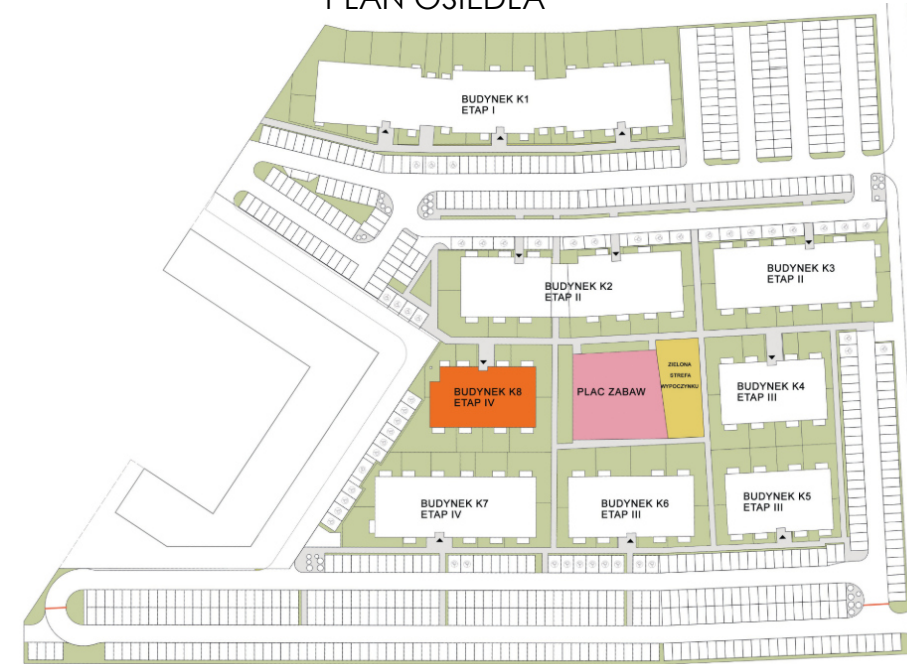 PLAN OSIEDLA
BUDYNEK K1
ETAP I
BUDYNEK K2
ETAP II
BUDYNEK K3
ETAP II
BUDYNEK K8
ETAP IV
PLAC ZABAW
ZIELONA
STREFA
WYPOCZYNKU
BUDYNEK K4
ETAP III
BUDYNEK K7
ETAP IV
BUDYNEK K6
ETAP III
BUDYNEK K5
ETAP III